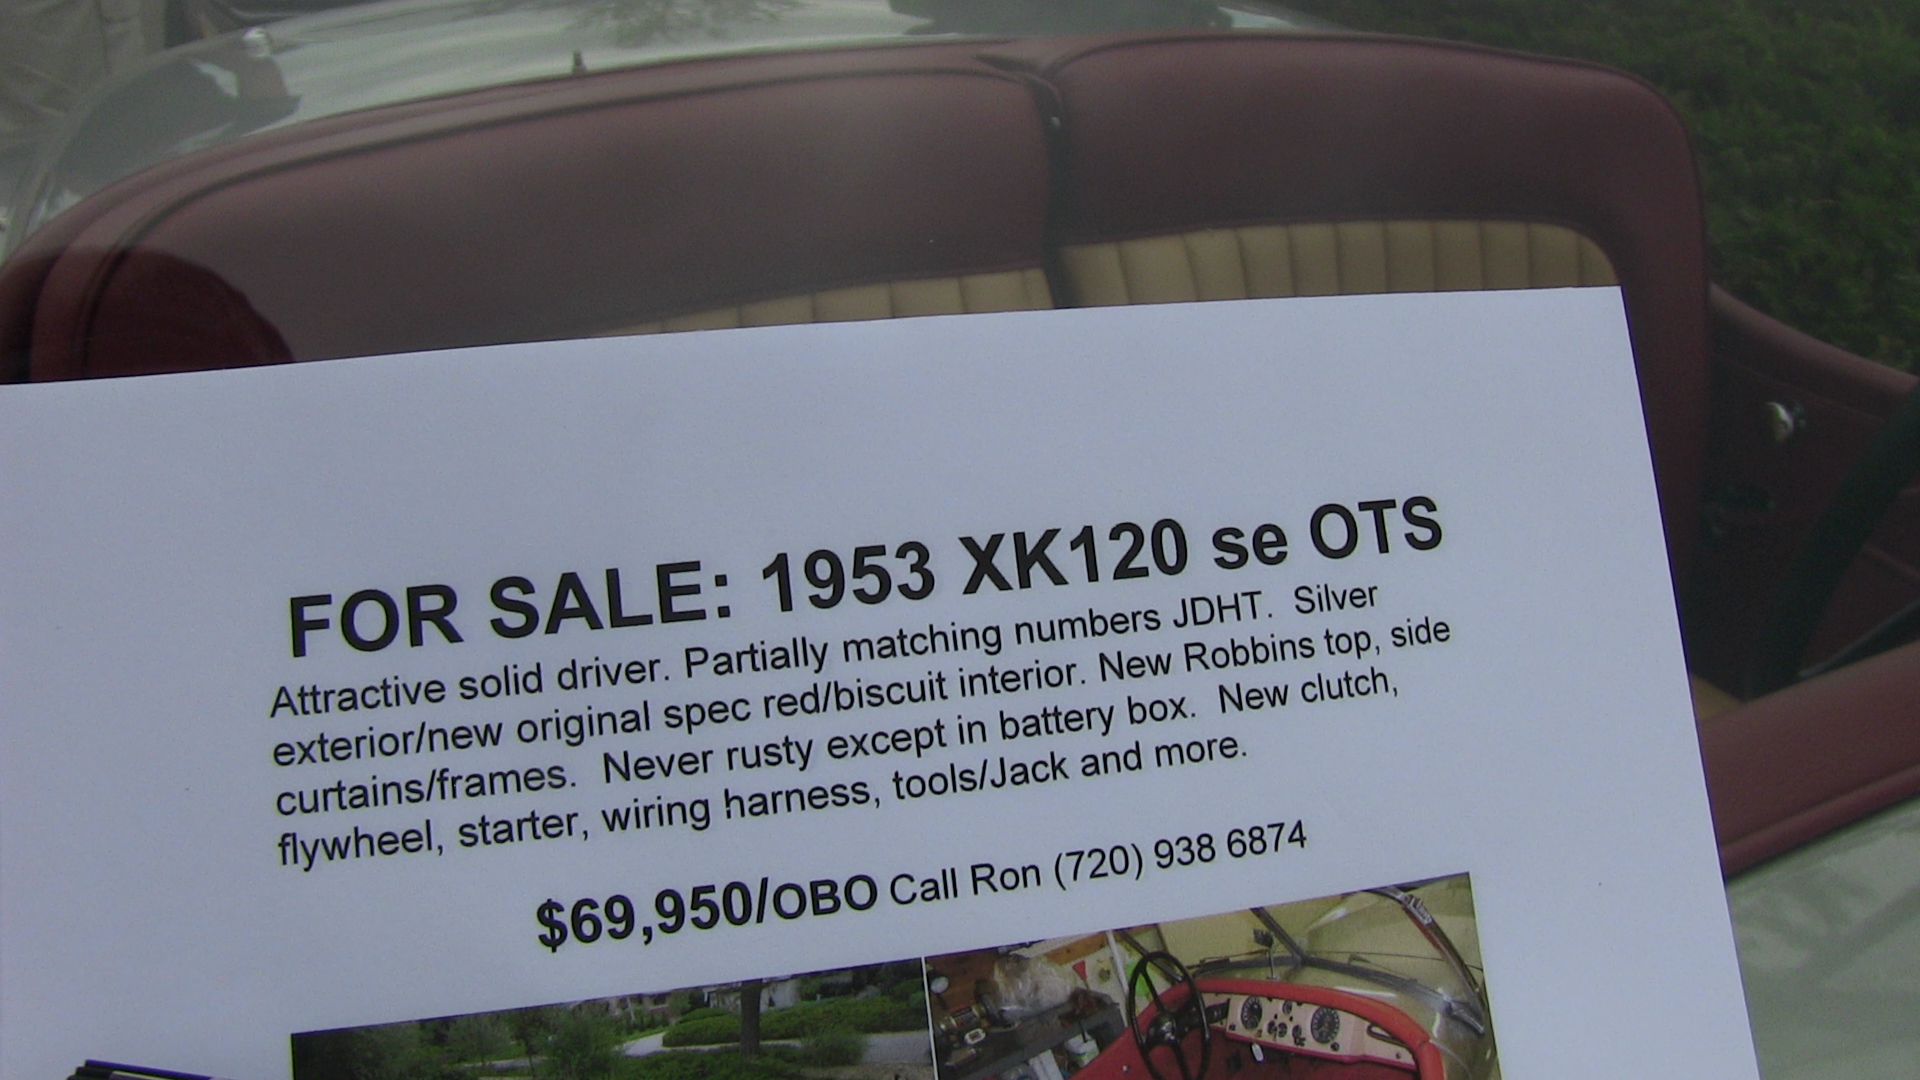 FOR SALE: 1953 XK120 se OTS
Attractive solid driver. Partially matching numbers JDHT. Silver
exterior/new original spec red/biscuit interior. New Robbins top, side
curtains/frames. Never rusty except in battery box. New clutch,
flywheel, starter, wiring harness, tools/Jack and more.
$69,950/OBO Call Ron (720) 938 6874